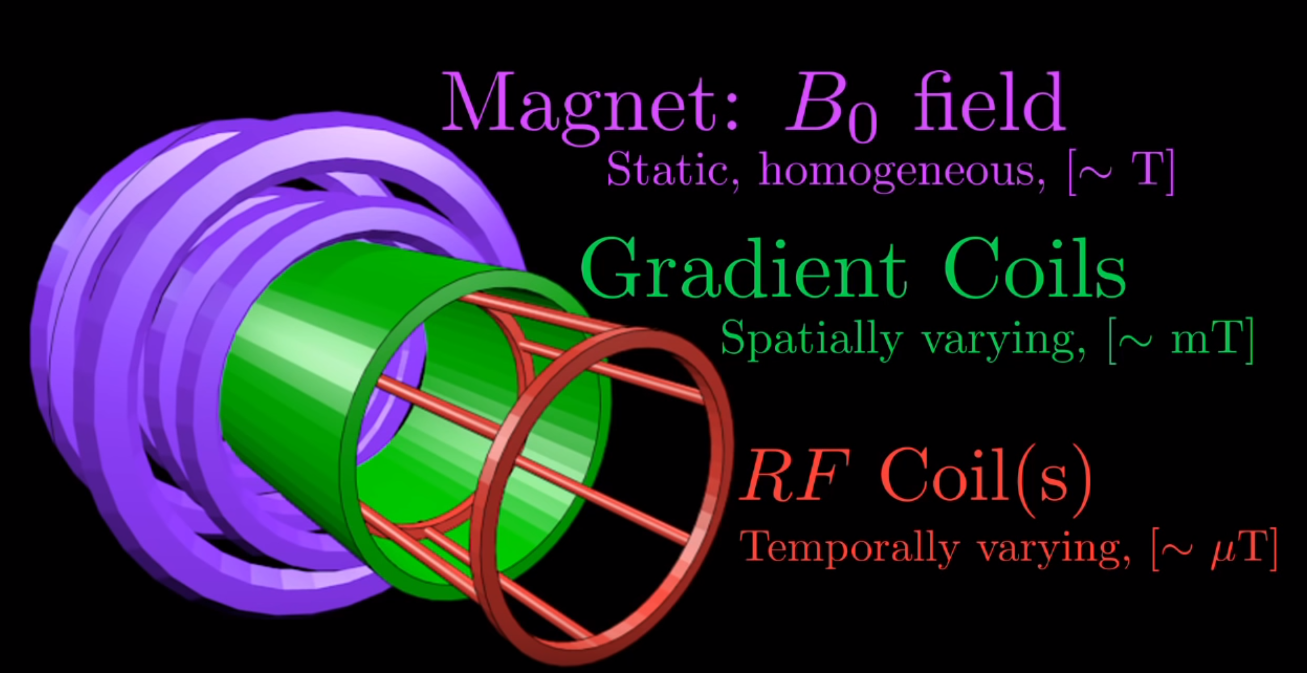 Magnet: B₀ field
Static, homogeneous, [∼ T]
Gradient Coils
Spatially varying, [∼ mT]
RF Coil(s)
Temporally varying, [∼ μT]